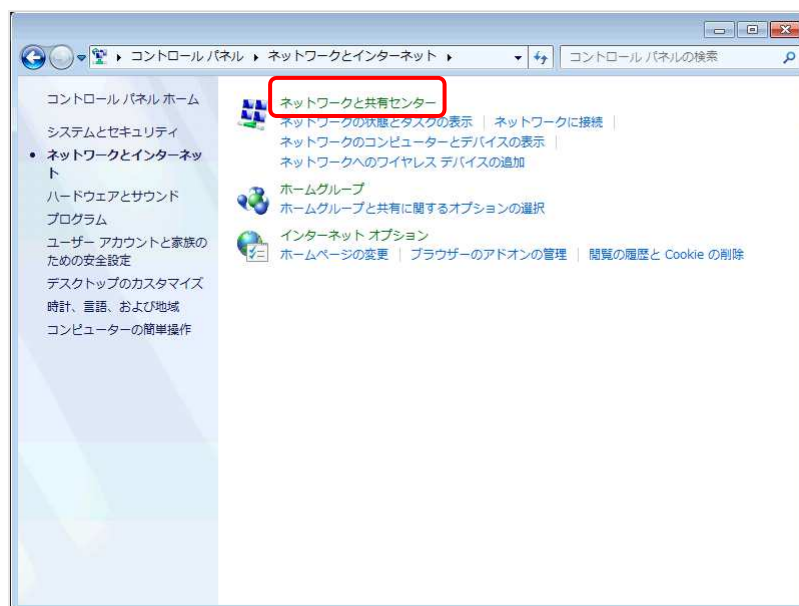 コントロール パネル ▸ ネットワークとインターネット ▸
コントロール パネルの検索
コントロール パネル ホーム
システムとセキュリティ
ネットワークとインターネッ
ト
ハードウェアとサウンド
プログラム
ユーザー アカウントと家族の
ための安全設定
デスクトップのカスタマイズ
時計、言語、および地域
コンピューターの簡単操作
ネットワークと共有センター
ネットワークの状態とタスクの表示 | ネットワークに接続 |
ネットワークのコンピューターとデバイスの表示 |
ネットワークへのワイヤレス デバイスの追加
ホームグループ
ホームグループと共有に関するオプションの選択
インターネット オプション
ホームページの変更 | ブラウザーのアドオンの管理 | 閲覧の履歴と Cookie の削除